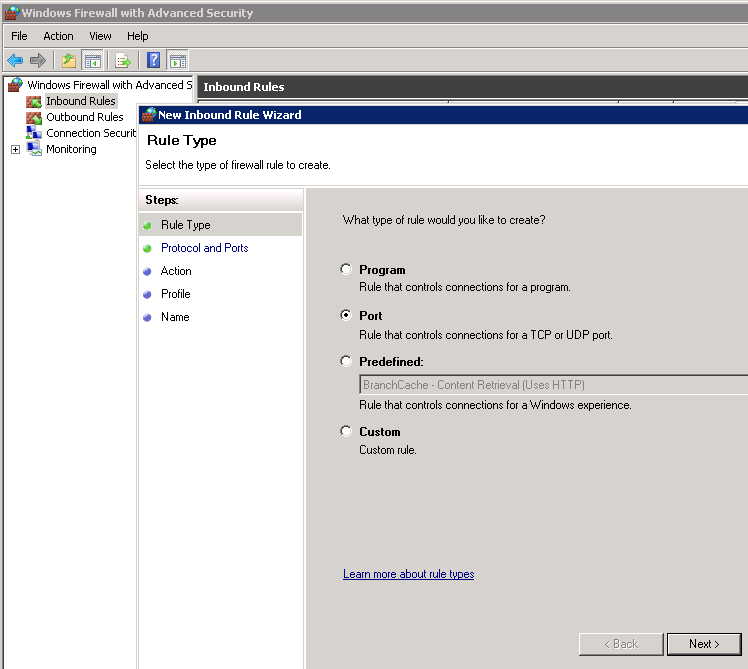 Windows Firewall with Advanced Security
File Action View Help
Windows Firewall with Advanced S
Inbound Rules
Outbound Rules
Connection Securit
Monitoring
Inbound Rules
New Inbound Rule Wizard
Rule Type
Select the type of firewall rule to create.
Steps:
Rule Type
Protocol and Ports
Action
Profile
Name
What type of rule would you like to create?
Program
Rule that controls connections for a program.
Port
Rule that controls connections for a TCP or UDP port.
Predefined:
BranchCache - Content Retrieval (Uses HTTP)
Rule that controls connections for a Windows experience.
Custom
Custom rule.
Learn more about rule types
< Back
Next >